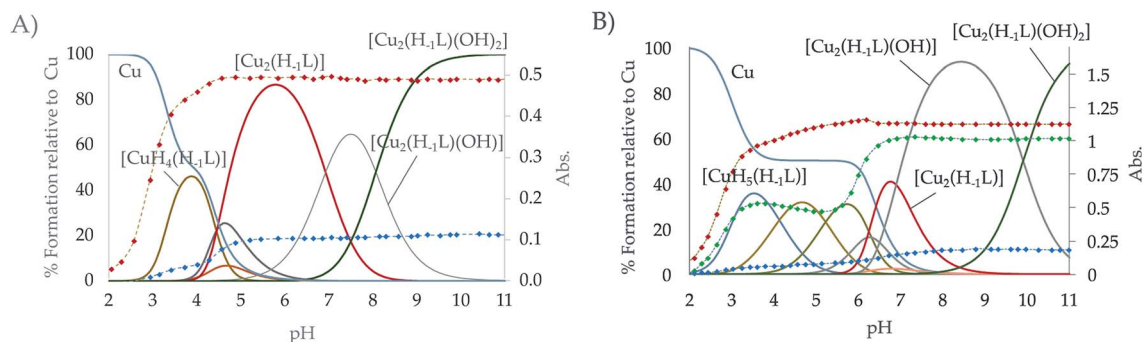 A)
% Formation relative to Cu
100
80
60
40
20
0
Cu
[CuH4(H-1L)]
[Cu2(H-1L)]
[Cu2(H-1L)(OH)2]
[Cu2(H-1L)(OH)]
0.5
0.4
0.3
0.2
0.1
0.0
Abs.
2 3 4 5 6 7 8 9 10 11
pH
B)
% Formation relative to Cu
100
80
60
40
20
0
Cu
[CuH5(H-1L)]
[Cu2(H-1L)(OH)]
[Cu2(H-1L)(OH)2]
[Cu2(H-1L)]
1.5
1.25
1
0.75
0.5
0.25
0
Abs.
2 3 4 5 6 7 8 9 10 11
pH